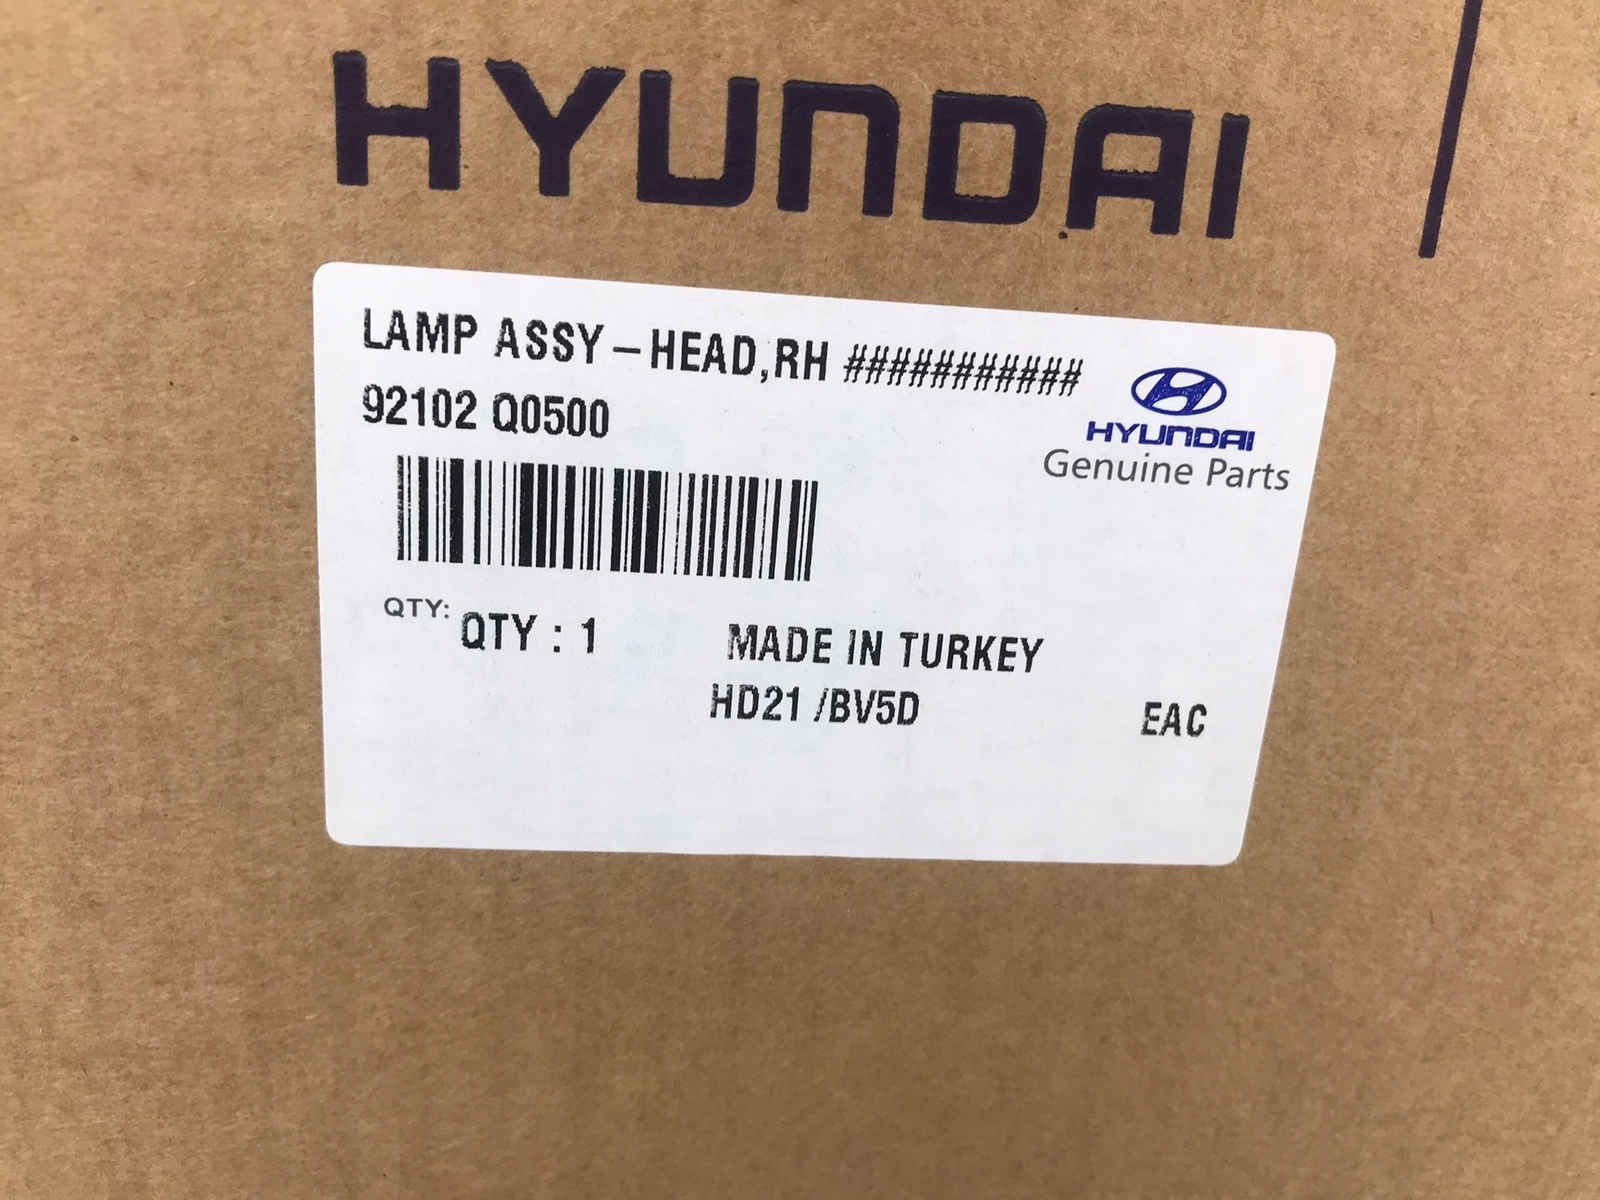 HYUNDAI
LAMP ASSY-HEAD,RH ###########
92102 Q0500
HYUNDAI
Genuine Parts
QTY: QTY : 1
MADE IN TURKEY
HD21 /BV5D
EAC